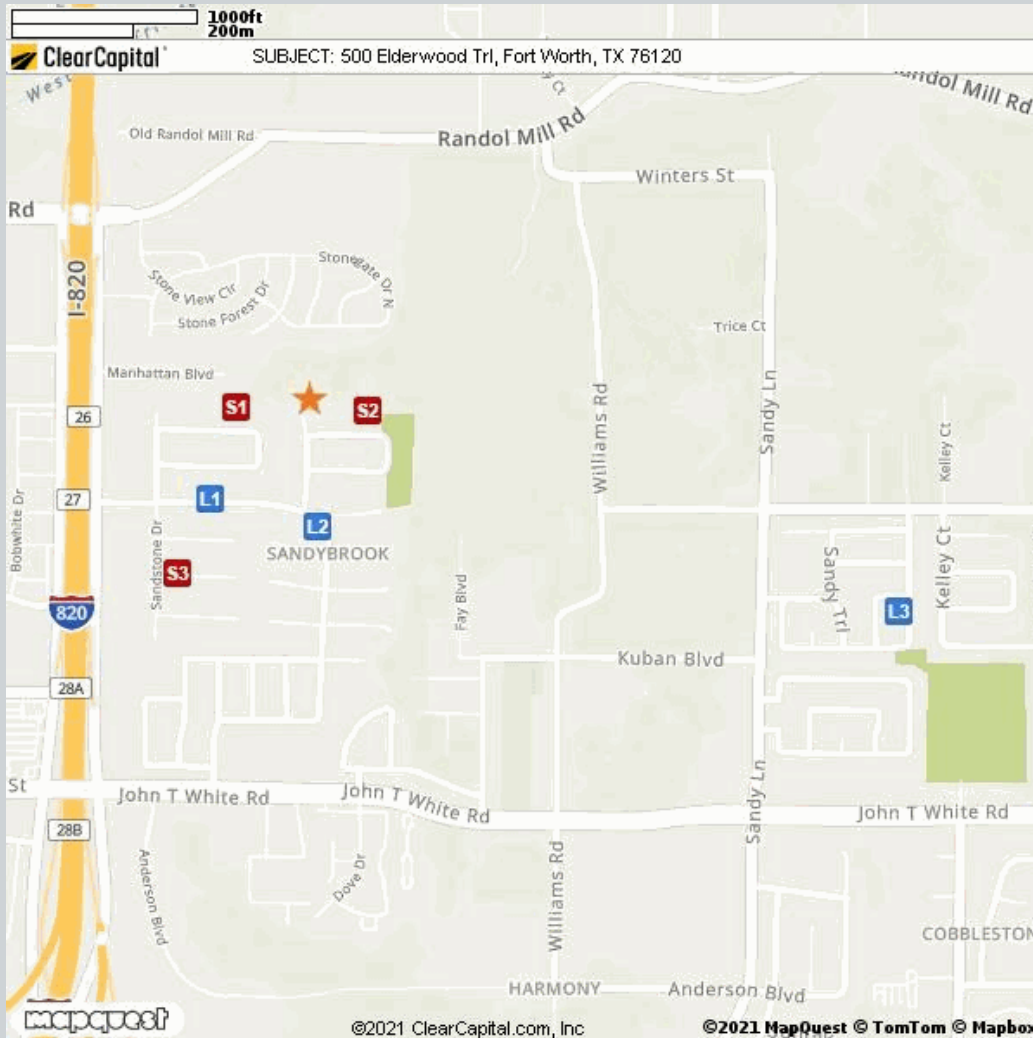 1000ft
200m
ClearCapital
SUBJECT: 500 Elderwood Trl, Fort Worth, TX 76120
West
Randol Mill Rd
Old Randol Mill Rd
Randol Mill Rd
Winters St
Rd
I-820
Stonegate Dr N
Stone View Cir
Stone Forest Dr
Trice Ct
Manhattan Blvd
S1
S2
26
Sandy Ln
Williams Rd
Kelley Ct
27
L1
L2
Bobwhite Dr
Sandstone Dr
SANDYBROOK
S3
Fay Blvd
Sandy Trl
Kelley Ct
L3
820
Kuban Blvd
28A
St
John T White Rd
John T White Rd
Sandy Ln
John T White Rd
28B
Anderson Blvd
Dove Dr
Williams Rd
COBBLESTON
HARMONY
Anderson Blvd
mapquest
©2021 ClearCapital.com, Inc
©2021 MapQuest © TomTom © Mapbox